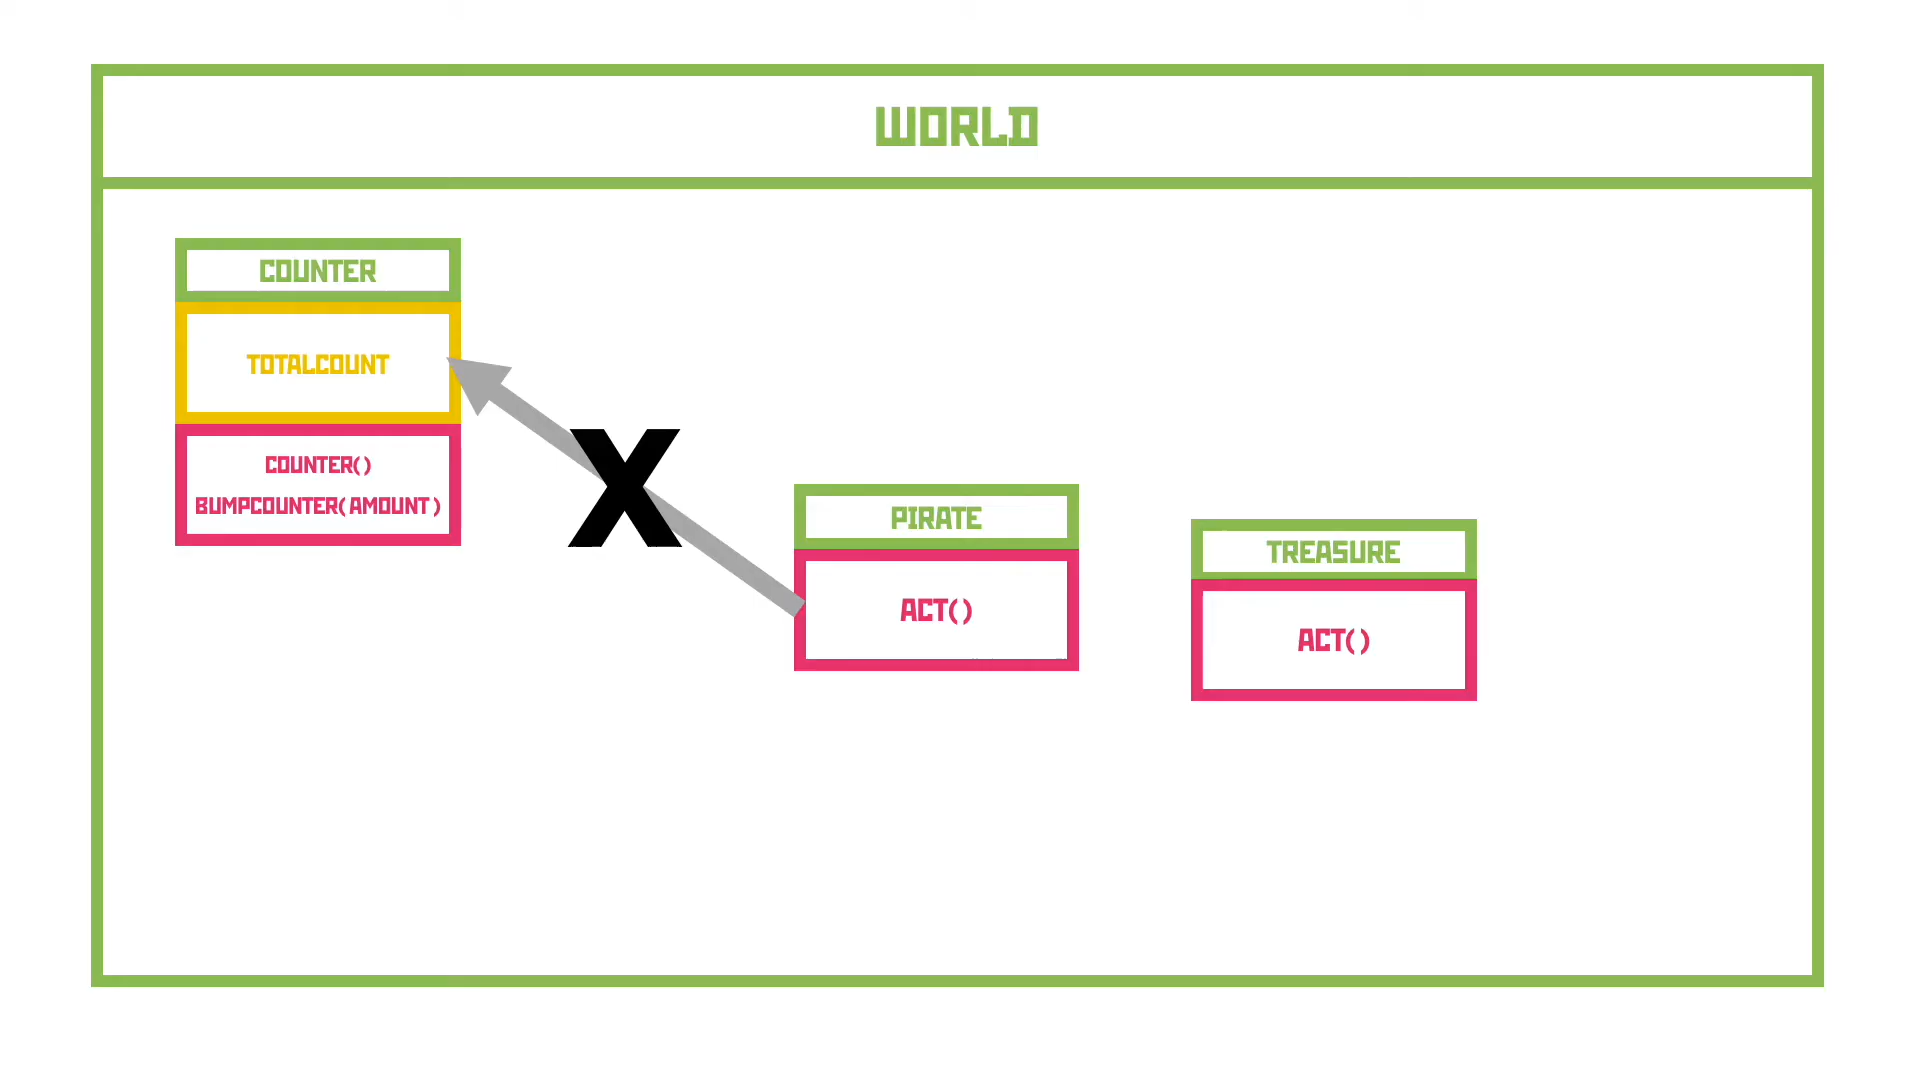 WORLD
COUNTER
TOTALCOUNT
COUNTER()
BUMPCOUNTER(AMOUNT)
X
PIRATE
ACT()
TREASURE
ACT()